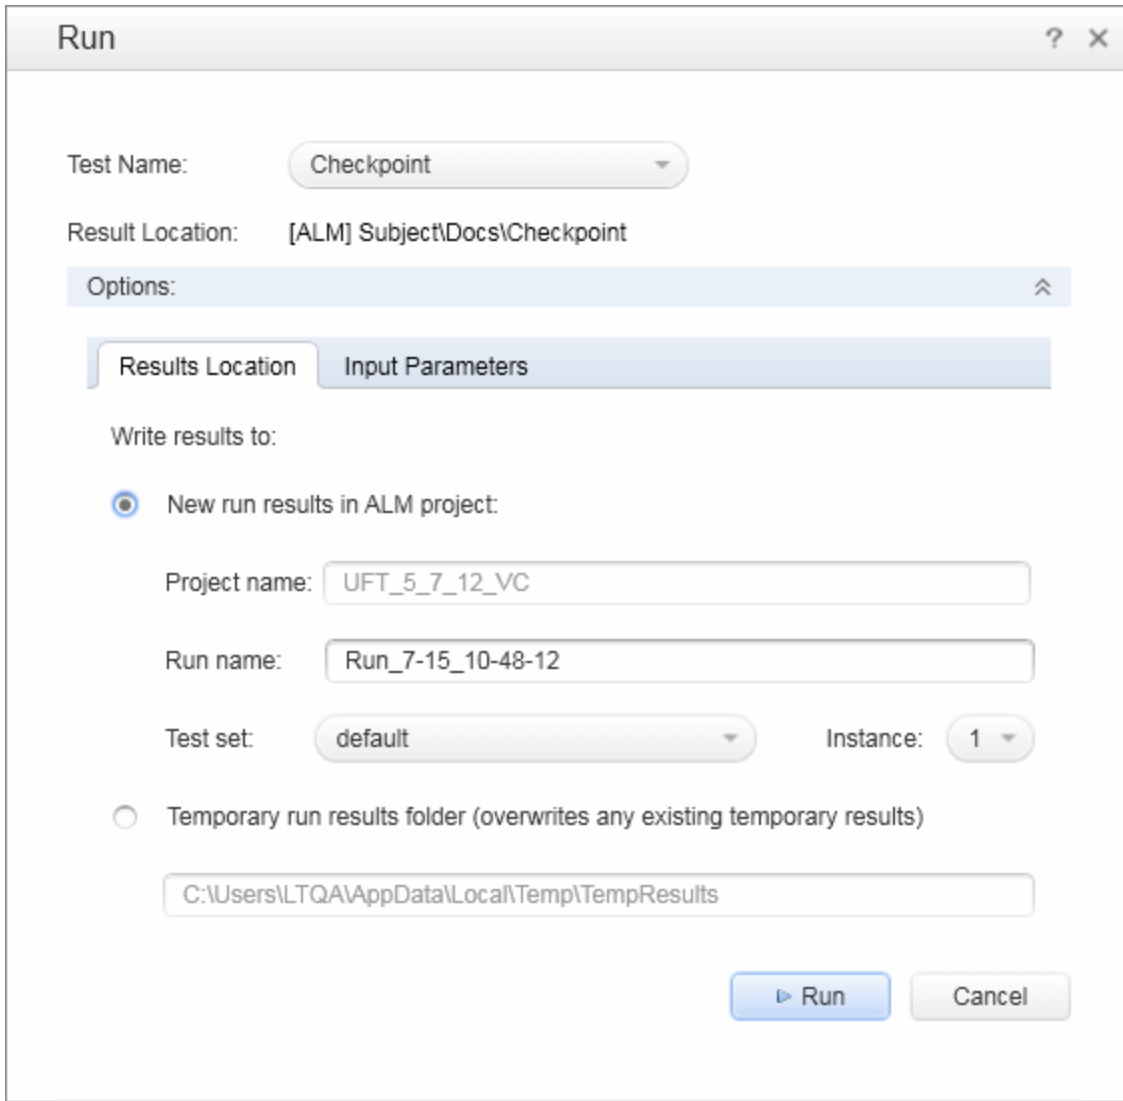 Run
?
Test Name: Checkpoint
Result Location: [ALM] Subject\Docs\Checkpoint
Options:
Results Location Input Parameters
Write results to:
New run results in ALM project:
Project name: UFT_5_7_12_VC
Run name: Run_7-15_10-48-12
Test set: default Instance: 1
Temporary run results folder (overwrites any existing temporary results)
C:\Users\LTQA\AppData\Local\Temp\TempResults
Run Cancel